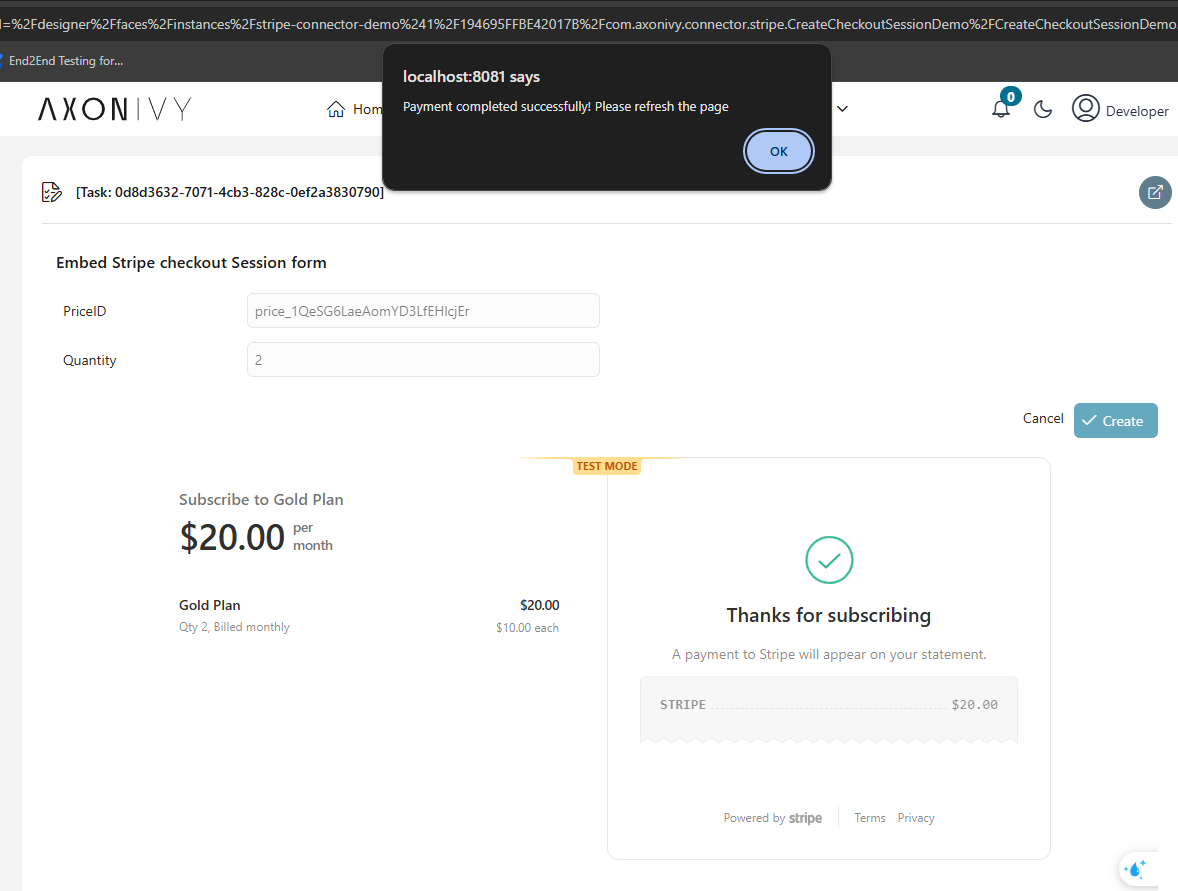 l=%2Fdesigner%2Ffaces%2Finstances%2Fstripe-connector-demo%241%2F194695FFBE42017B%2Fcom.axonivy.connector.stripe.CreateCheckoutSessionDemo%2FCreateCheckoutSessionDemo.
End2End Testing for...
localhost:8081 says
Payment completed successfully! Please refresh the page
OK
AXONIVY
Hom
0
Developer
[Task: 0d8d3632-7071-4cb3-828c-0ef2a3830790]
Embed Stripe checkout Session form
PriceID
price_1QeSG6LaeAomYD3LfEHIcjEr
Quantity
2
Cancel
Create
TEST MODE
Subscribe to Gold Plan
$20.00 per month
Gold Plan $20.00
Qty 2, Billed monthly $10.00 each
Thanks for subscribing
A payment to Stripe will appear on your statement.
STRIPE $20.00
Powered by stripe
Terms Privacy